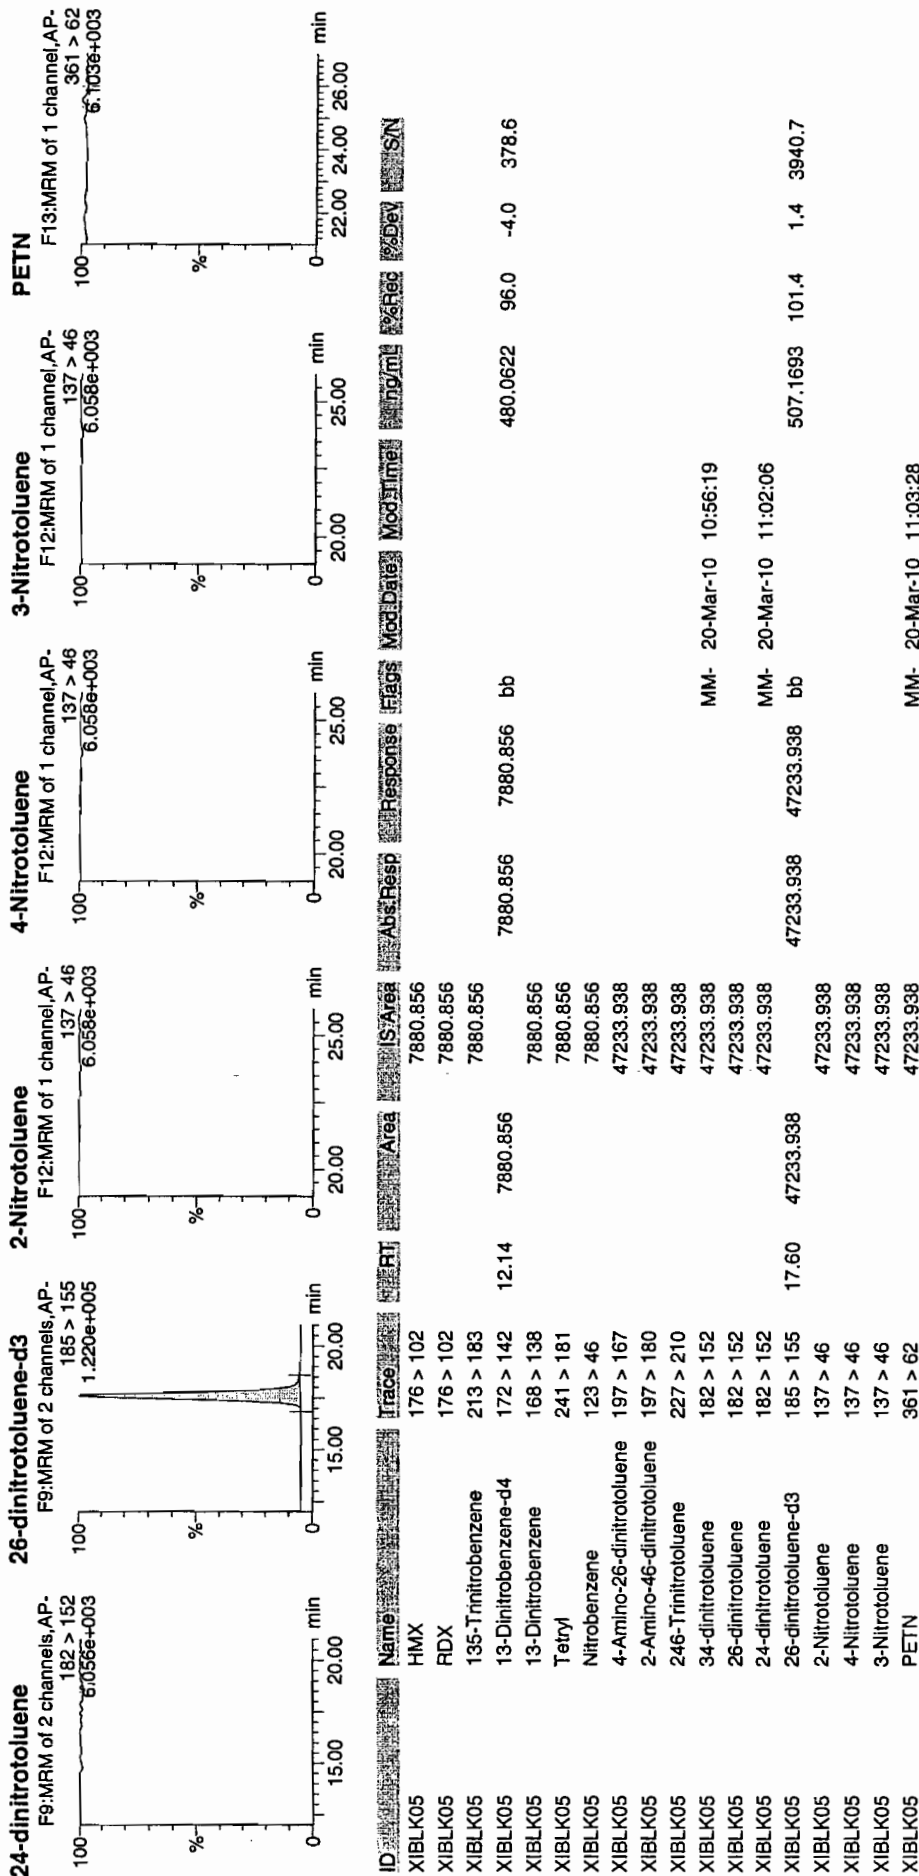 24-dinitrotoluene
F9:MRM of 2 channels,AP-
182 > 152
6.056e+003
100
%
0
15.00 20.00 min
26-dinitrotoluene-d3
F9:MRM of 2 channels,AP-
185 > 155
1.220e+005
100
%
0
15.00 20.00 min
2-Nitrotoluene
F12:MRM of 1 channel,AP-
137 > 46
6.058e+003
100
%
0
20.00 25.00 min
4-Nitrotoluene
F12:MRM of 1 channel,AP-
137 > 46
6.058e+003
100
%
0
20.00 25.00 min
3-Nitrotoluene
F12:MRM of 1 channel,AP-
137 > 46
6.058e+003
100
%
0
20.00 25.00 min
PETN
F13:MRM of 1 channel,AP-
361 > 62
6.103e+003
100
%
0
22.00 24.00 26.00 min
ID Name Trace RT Area IS Area Abs.Resp Response Flags Mod.Date Mod.Time ng/mL %Rec %Dev S/N
XIBLK05 HMX 176 > 102 7880.856
XIBLK05 RDX 176 > 102 7880.856
XIBLK05 135-Trinitrobenzene 213 > 183 7880.856
XIBLK05 13-Dinitrobenzene-d4 172 > 142 12.14 7880.856 7880.856 7880.856 bb 480.0622 96.0 -4.0 378.6
XIBLK05 13-Dinitrobenzene 168 > 138 7880.856
XIBLK05 Tetryl 241 > 181 7880.856
XIBLK05 Nitrobenzene 123 > 46 7880.856
XIBLK05 4-Amino-26-dinitrotoluene 197 > 167 47233.938
XIBLK05 2-Amino-46-dinitrotoluene 197 > 180 47233.938
XIBLK05 246-Trinitrotoluene 227 > 210 47233.938
XIBLK05 34-dinitrotoluene 182 > 152 47233.938 MM- 20-Mar-10 10:56:19
XIBLK05 26-dinitrotoluene 182 > 152 47233.938
XIBLK05 24-dinitrotoluene 182 > 152 47233.938 MM- 20-Mar-10 11:02:06
XIBLK05 26-dinitrotoluene-d3 185 > 155 17.60 47233.938 47233.938 47233.938 bb 507.1693 101.4 1.4 3940.7
XIBLK05 2-Nitrotoluene 137 > 46 47233.938
XIBLK05 4-Nitrotoluene 137 > 46 47233.938
XIBLK05 3-Nitrotoluene 137 > 46 47233.938
XIBLK05 PETN 361 > 62 47233.938 MM- 20-Mar-10 11:03:28